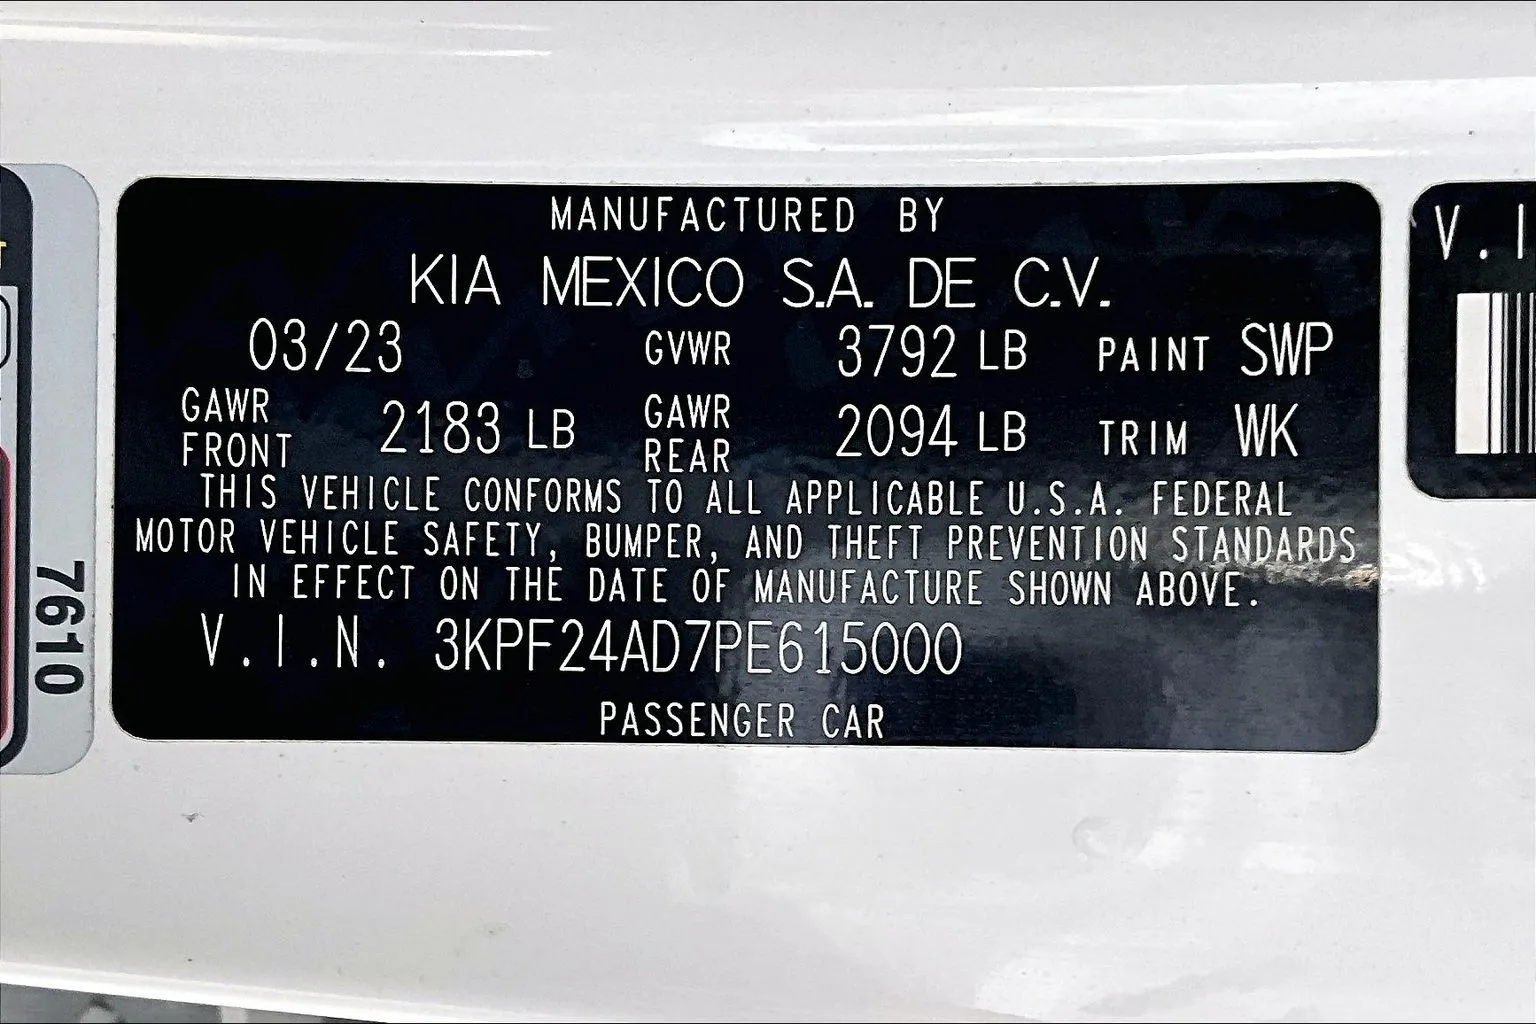 MANUFACTURED BY
KIA MEXICO S.A. DE C.V.
03/23 GVWR 3792 LB PAINT SWP
GAWR FRONT 2183 LB GAWR REAR 2094 LB TRIM WK
THIS VEHICLE CONFORMS TO ALL APPLICABLE U.S.A. FEDERAL
MOTOR VEHICLE SAFETY, BUMPER, AND THEFT PREVENTION STANDARDS
IN EFFECT ON THE DATE OF MANUFACTURE SHOWN ABOVE.
V.I.N. 3KPF24AD7PE615000
PASSENGER CAR
7610
V.I